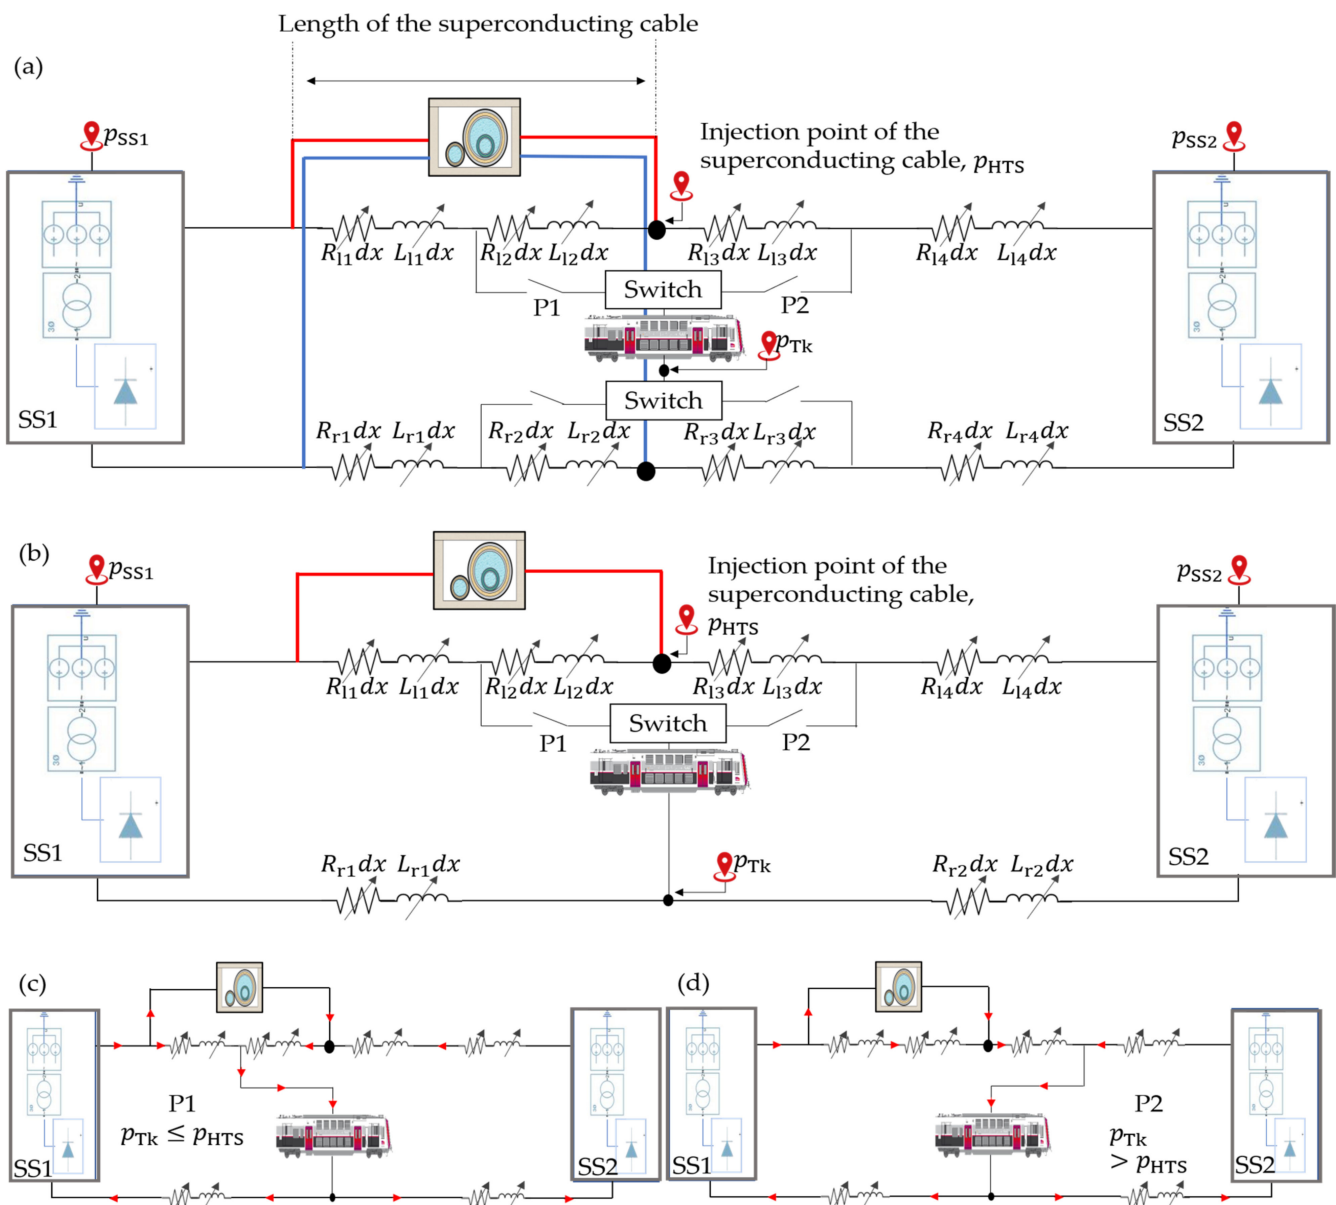 Length of the superconducting cable
(a)
pSS1
Injection point of the
superconducting cable, pHTS
pSS2
Rl1dx Ll1dx Rl2dx Ll2dx Rl3dx Ll3dx Rl4dx Ll4dx
P1 Switch P2
pTk
SS1 Switch SS2
Rr1dx Lr1dx Rr2dx Lr2dx Rr3dx Lr3dx Rr4dx Lr4dx
(b)
pSS1
Injection point of the
superconducting cable,
pHTS
pSS2
Rl1dx Ll1dx Rl2dx Ll2dx Rl3dx Ll3dx Rl4dx Ll4dx
P1 Switch P2
SS1 SS2
Rr1dx Lr1dx pTk Rr2dx Lr2dx
(c)
P1
pTk ≤ pHTS
SS1 SS2
(d)
P2
pTk
> pHTS
SS1 SS2